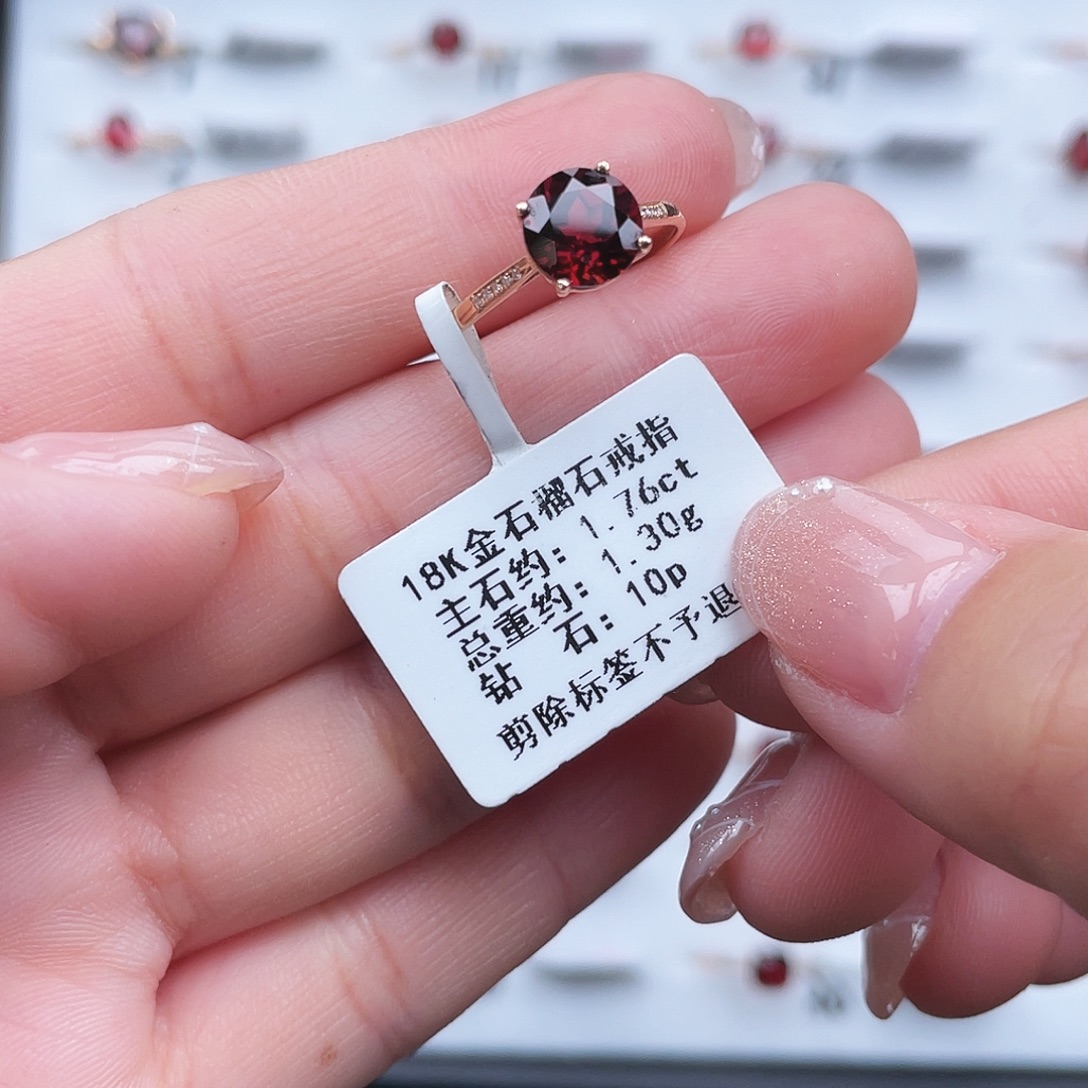 18K金石榴石戒指
主石约: 1.76ct
总重约: 1.30g
钻 石: 10p
剪除标签不予退